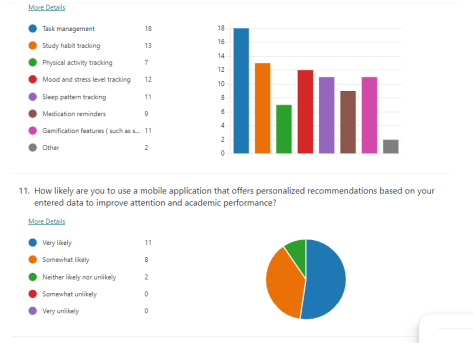 More Details
Task management 18
Study habit tracking 13
Physical activity tracking 7
Mood and stress level tracking 12
Sleep pattern tracking 11
Medication reminders 9
Gamification features ( such as s... 11
Other 2
18
16
14
12
10
8
6
4
2
0
11. How likely are you to use a mobile application that offers personalized recommendations based on your
entered data to improve attention and academic performance?
More Details
Very likely 11
Somewhat likely 8
Neither likely nor unlikely 2
Somewhat unlikely 0
Very unlikely 0